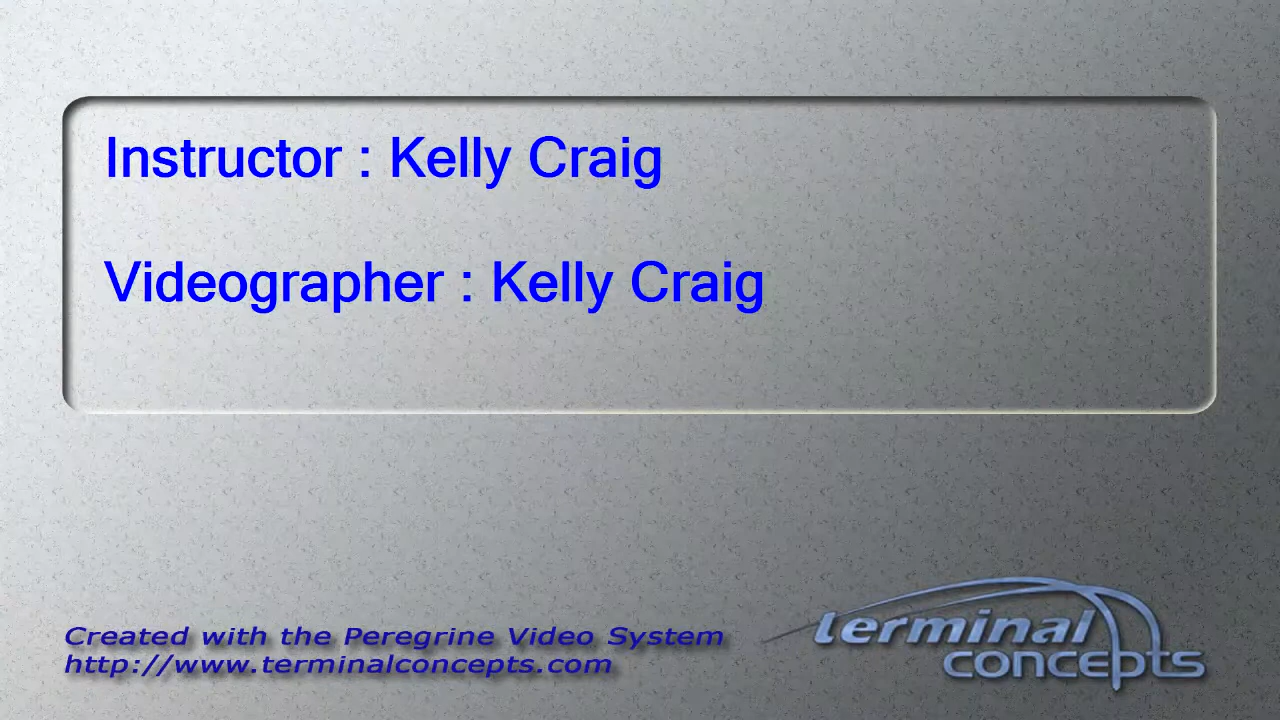 Instructor : Kelly Craig
Videographer : Kelly Craig
Created with the Peregrine Video System
http://www.terminalconcepts.com
terminal
concepts